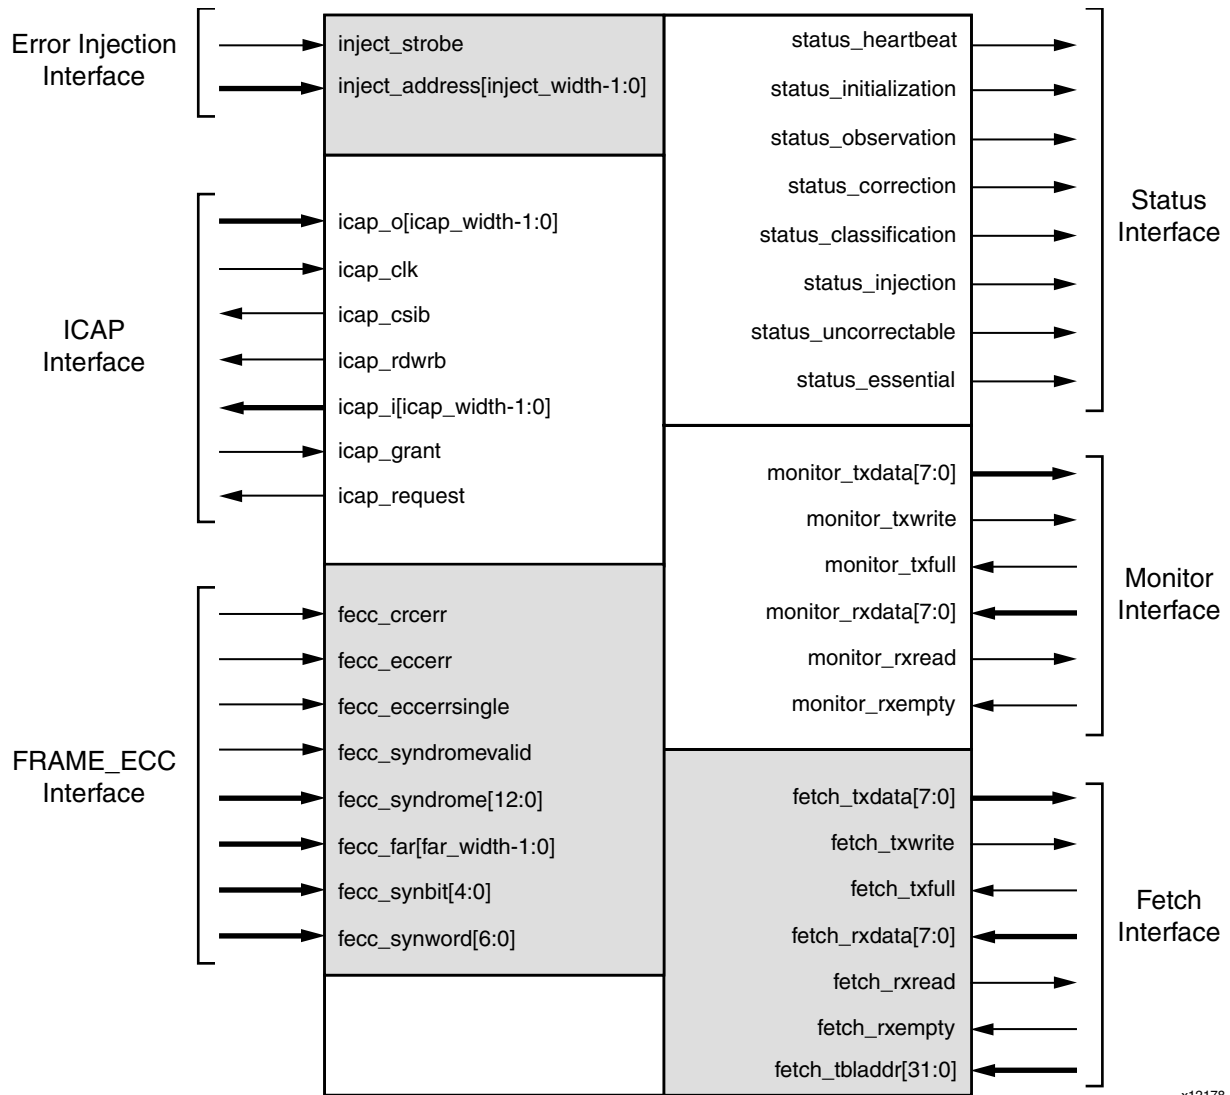 Error Injection
Interface
inject_strobe
inject_address[inject_width-1:0]
ICAP
Interface
icap_o[icap_width-1:0]
icap_clk
icap_csib
icap_rdwrb
icap_i[icap_width-1:0]
icap_grant
icap_request
FRAME_ECC
Interface
fecc_crcerr
fecc_eccerr
fecc_eccerrsingle
fecc_syndromevalid
fecc_syndrome[12:0]
fecc_far[far_width-1:0]
fecc_synbit[4:0]
fecc_synword[6:0]
status_heartbeat
status_initialization
status_observation
status_correction
status_classification
status_injection
status_uncorrectable
status_essential
Status
Interface
monitor_txdata[7:0]
monitor_txwrite
monitor_txfull
monitor_rxdata[7:0]
monitor_rxread
monitor_rxempty
Monitor
Interface
fetch_txdata[7:0]
fetch_txwrite
fetch_txfull
fetch_rxdata[7:0]
fetch_rxread
fetch_rxempty
fetch_tbladdr[31:0]
Fetch
Interface